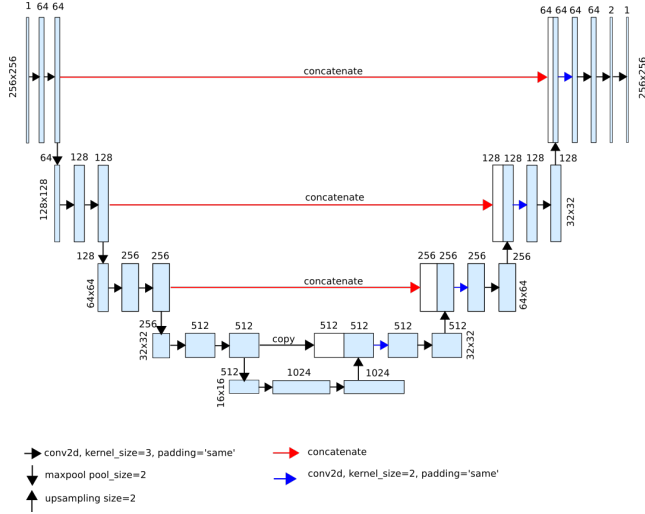 1 64 64
64 64 64 64 2 1
256x256
concatenate
256x256
64 128 128
128 128 128 128
128x128
concatenate
32x32
128 256 256
256 256 256 256
64x64
concatenate
64x64
256 512 512
512 512 512 512
32x32
copy
32x32
512 1024 1024
16x16
conv2d, kernel_size=3, padding='same'
concatenate
maxpool pool_size=2
conv2d, kernel_size=2, padding='same'
upsampling size=2